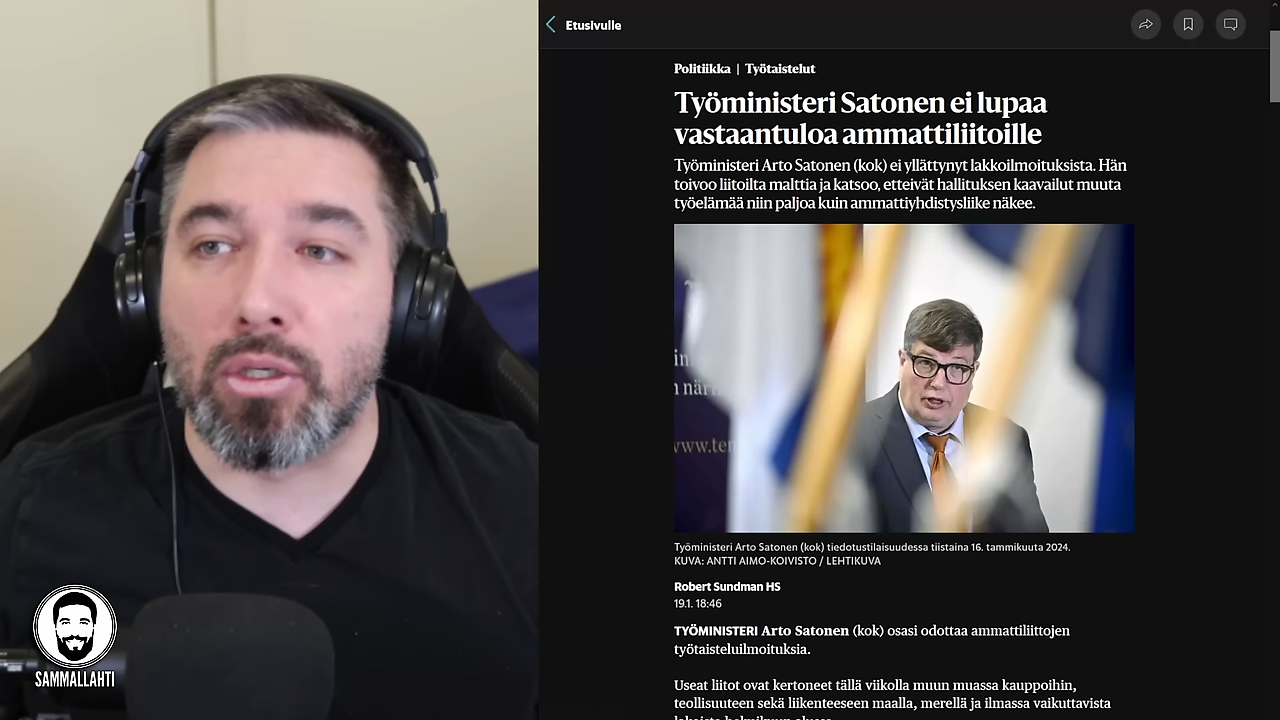 Etusivulle
Politiikka | Työtaistelut
Työministeri Satonen ei lupaa
vastaantuloa ammattiliitoille
Työministeri Arto Satonen (kok) ei yllättynyt lakkoilmoituksista. Hän
toivoo liitoilta malttia ja katsoo, etteivät hallituksen kaavailut muuta
työelämää niin paljoa kuin ammattiyhdistysliike näkee.
www.tem
Työministeri Arto Satonen (kok) tiedotustilaisuudessa tiistaina 16. tammikuuta 2024.
KUVA: ANTTI AIMO-KOIVISTO / LEHTIKUVA
Robert Sundman HS
19.1. 18:46
TYÖMINISTERI Arto Satonen (kok) osasi odottaa ammattiliittojen
työtaisteluilmoituksia.
Useat liitot ovat kertoneet tällä viikolla muun muassa kauppoihin,
teollisuuteen sekä liikenteeseen maalla, merellä ja ilmassa vaikuttavista
SAMMALLAHTI